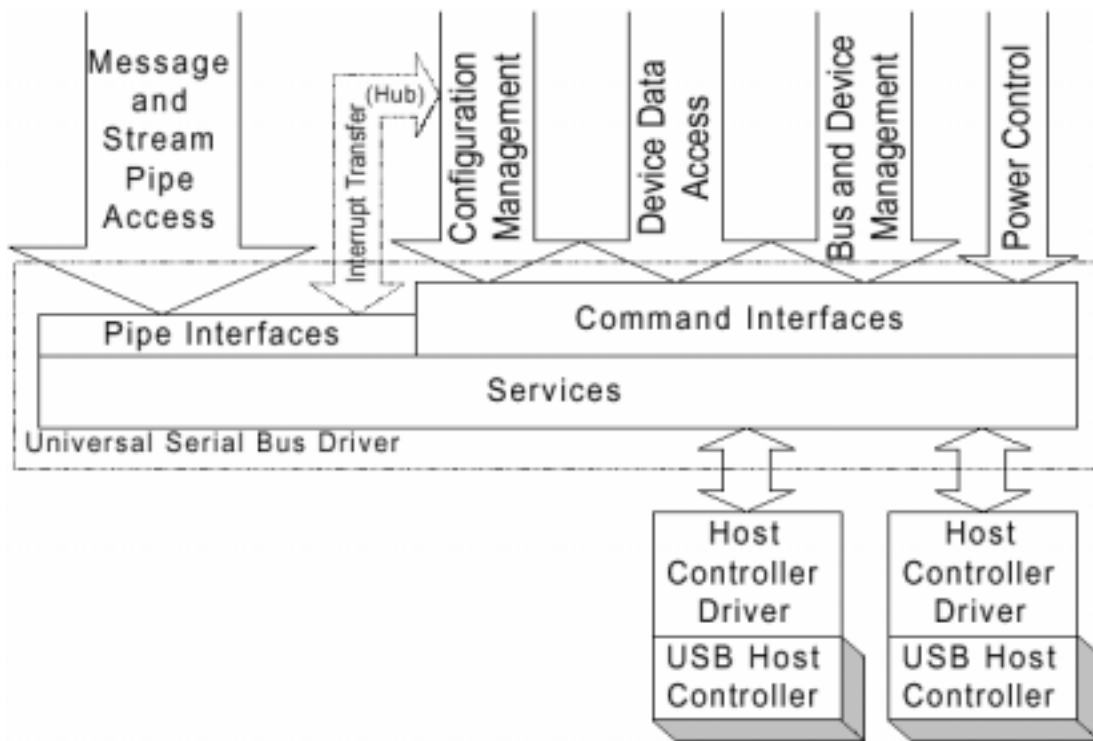 Message
and
Stream
Pipe
Access
(Hub)
Interrupt Transfer
Configuration
Management
Device Data
Access
Bus and Device
Management
Power Control
Pipe Interfaces
Command Interfaces
Services
Universal Serial Bus Driver
Host
Controller
Driver
USB Host
Controller
Host
Controller
Driver
USB Host
Controller